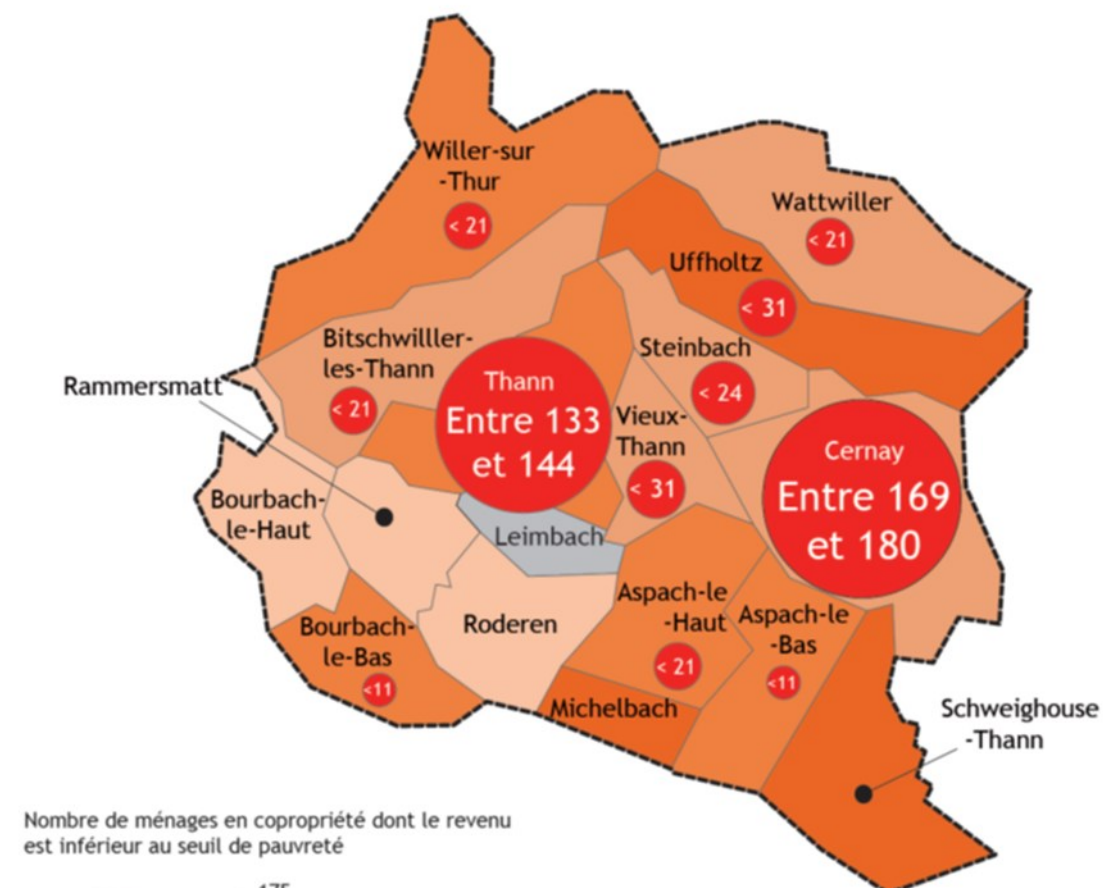 Willer-sur
-Thur
< 21
Wattwiller
< 21
Uffholtz
< 31
Bitschwilller-
les-Thann
< 21
Rammersmatt
Thann
Entre 133
et 144
Steinbach
< 24
Vieux-
Thann
< 31
Cernay
Entre 169
et 180
Bourbach-
le-Haut
Leimbach
Roderen
Aspach-le
-Haut
< 21
Aspach-le
-Bas
<11
Bourbach-
le-Bas
<11
Michelbach
Schweighouse
-Thann
Nombre de ménages en copropriété dont le revenu
est inférieur au seuil de pauvreté